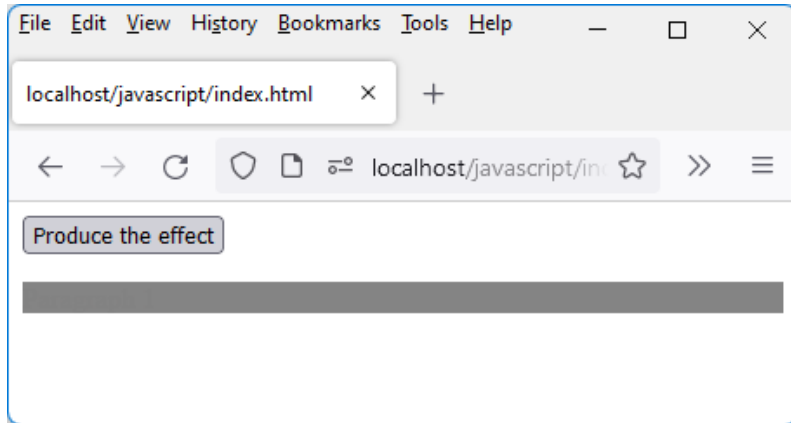 File Edit View History Bookmarks Tools Help
localhost/javascript/index.html
localhost/javascript/in
Produce the effect